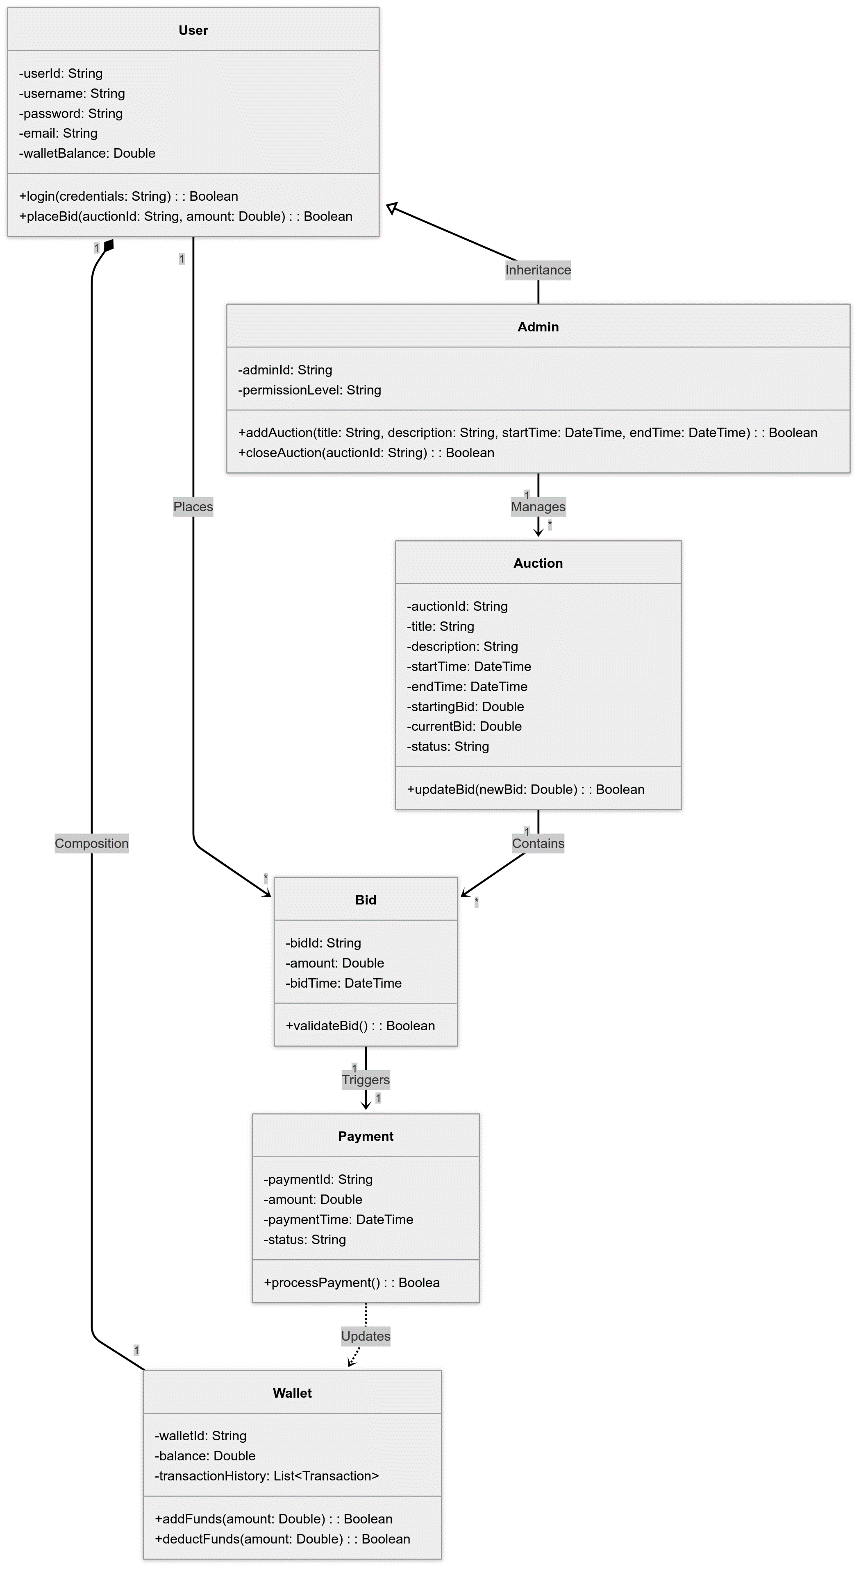 User
-userId: String
-username: String
-password: String
-email: String
-walletBalance: Double
+login(credentials: String) : : Boolean
+placeBid(auctionId: String, amount: Double) : : Boolean
1
1
Inheritance
Admin
-adminId: String
-permissionLevel: String
+addAuction(title: String, description: String, startTime: DateTime, endTime: DateTime) : : Boolean
+closeAuction(auctionId: String) : : Boolean
1
Places
Manages
*
Auction
-auctionId: String
-title: String
-description: String
-startTime: DateTime
-endTime: DateTime
-startingBid: Double
-currentBid: Double
-status: String
+updateBid(newBid: Double) : : Boolean
1
Composition
Contains
*
*
Bid
-bidId: String
-amount: Double
-bidTime: DateTime
+validateBid() : : Boolean
1
Triggers
1
Payment
-paymentId: String
-amount: Double
-paymentTime: DateTime
-status: String
+processPayment() : : Boolea
Updates
1
Wallet
-walletId: String
-balance: Double
-transactionHistory: List<Transaction>
+addFunds(amount: Double) : : Boolean
+deductFunds(amount: Double) : : Boolean